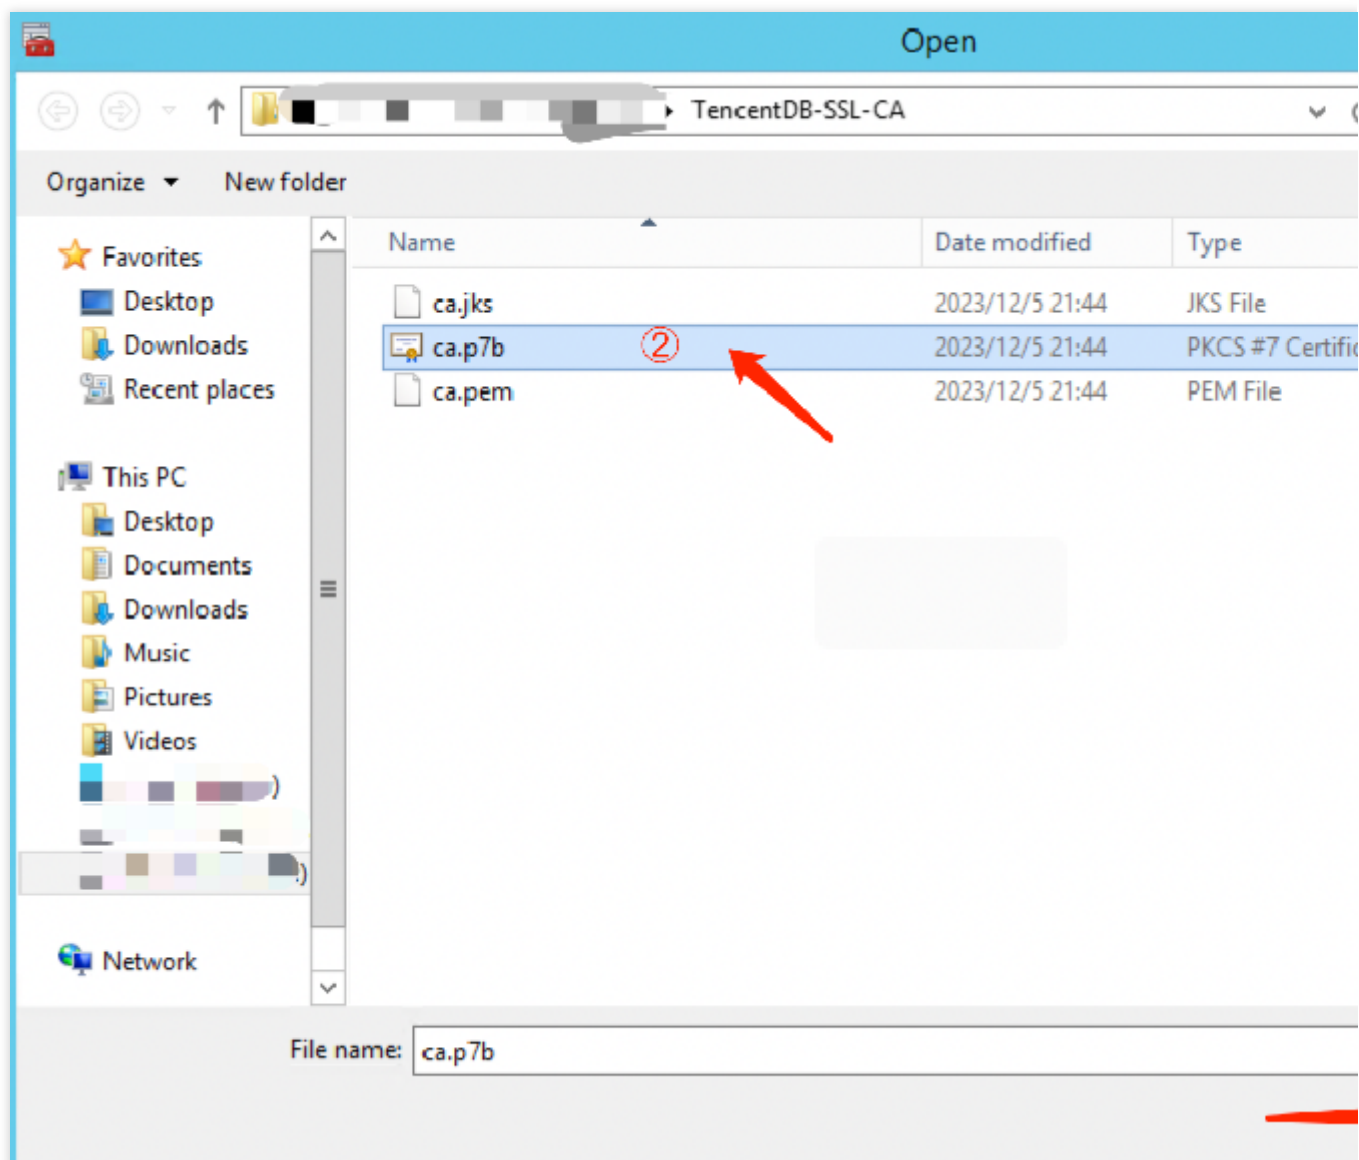 Open
TencentDB-SSL-CA
Organize New folder
Name Date modified Type
Favorites
Desktop
Downloads
Recent places
This PC
Desktop
Documents
Downloads
Music
Pictures
Videos
)
)
Network
ca.jks 2023/12/5 21:44 JKS File
ca.p7b ② 2023/12/5 21:44 PKCS #7 Certific
ca.pem 2023/12/5 21:44 PEM File
File name: ca.p7b